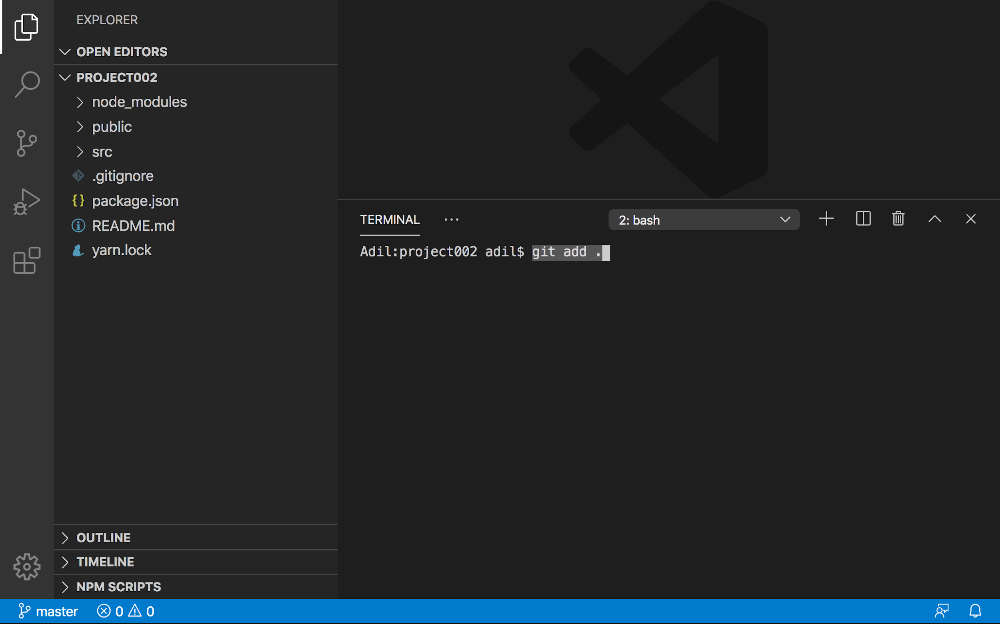 EXPLORER
OPEN EDITORS
PROJECT002
node_modules
public
src
.gitignore
{} package.json
README.md
yarn.lock
OUTLINE
TIMELINE
NPM SCRIPTS
TERMINAL ...
2: bash
Adil:project002 adil$ git add .
master 0 0